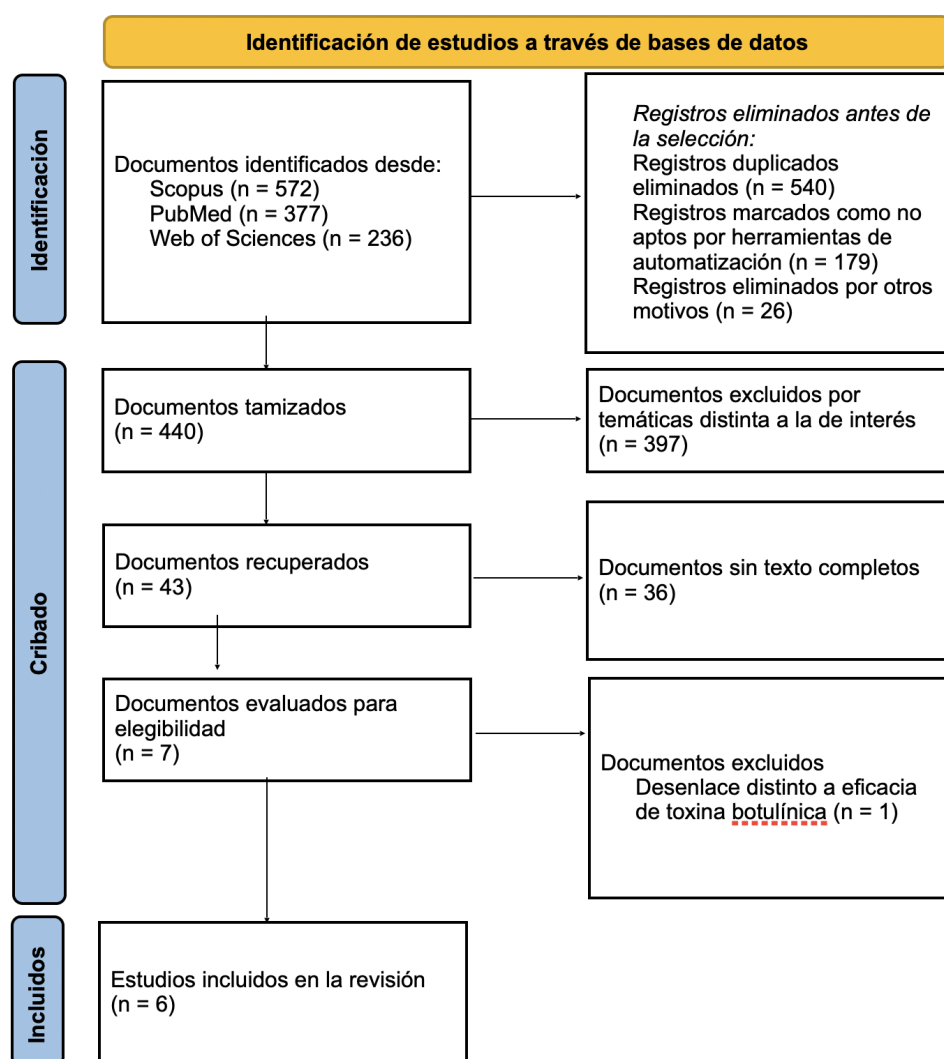 Identificación de estudios a través de bases de datos
Identificación
Documentos identificados desde:
Scopus (n = 572)
PubMed (n = 377)
Web of Sciences (n = 236)
Registros eliminados antes de
la selección:
Registros duplicados
eliminados (n = 540)
Registros marcados como no
aptos por herramientas de
automatización (n = 179)
Registros eliminados por otros
motivos (n = 26)
Cribado
Documentos tamizados
(n = 440)
Documentos excluidos por
temáticas distinta a la de interés
(n = 397)
Documentos recuperados
(n = 43)
Documentos sin texto completos
(n = 36)
Documentos evaluados para
elegibilidad
(n = 7)
Documentos excluidos
Desenlace distinto a eficacia
de toxina botulínica (n = 1)
Incluidos
Estudios incluidos en la revisión
(n = 6)